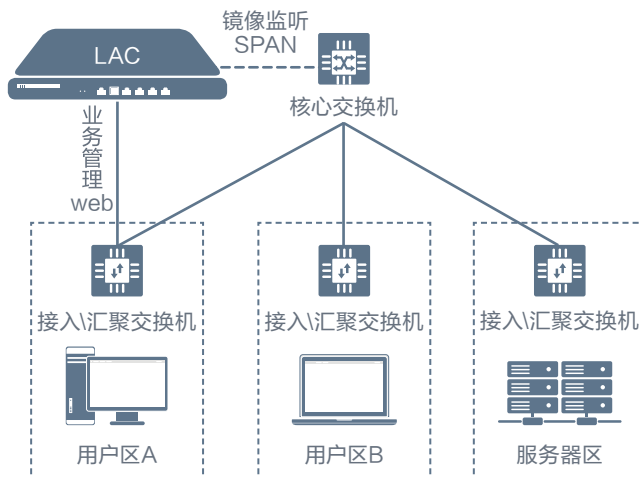 镜像监听
SPAN
LAC
核心交换机
业务管理
web
接入\汇聚交换机
接入\汇聚交换机
接入\汇聚交换机
用户区A
用户区B
服务器区